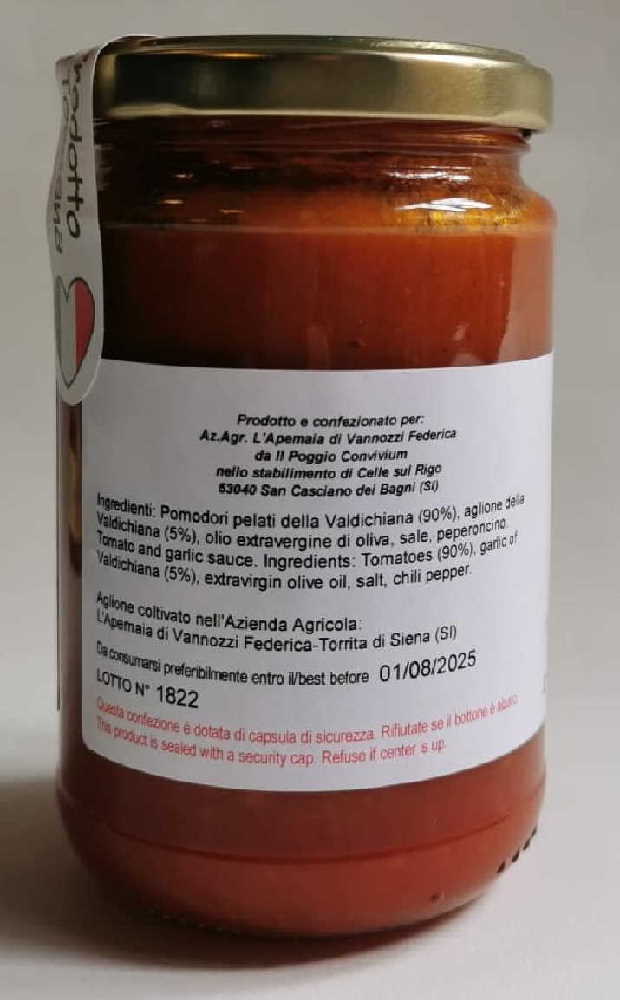 Prodotto
Prodotto e confezionato per:
Az.Agr. L'Apemaia di Vannozzi Federica
da Il Poggio Convivium
nello stabilimento di Celle sul Rigo
53040 San Casciano dei Bagni (SI)
Ingredienti: Pomodori pelati della Valdichiana (90%), aglione della
Valdichiana (5%), olio extravergine di oliva, sale, peperoncino.
Tomato and garlic sauce. Ingredients: Tomatoes (90%), garlic of
Valdichiana (5%), extravirgin olive oil, salt, chili pepper.
Aglione coltivato nell'Azienda Agricola:
L'Apemaia di Vannozzi Federica-Torrita di Siena (SI)
Da consumarsi preferibilmente entro il/best before 01/08/2025
LOTTO N° 1822
Questa confezione è dotata di capsula di sicurezza. Rifiutate se il bottone è alzato.
This product is sealed with a security cap. Refuse if center is up.